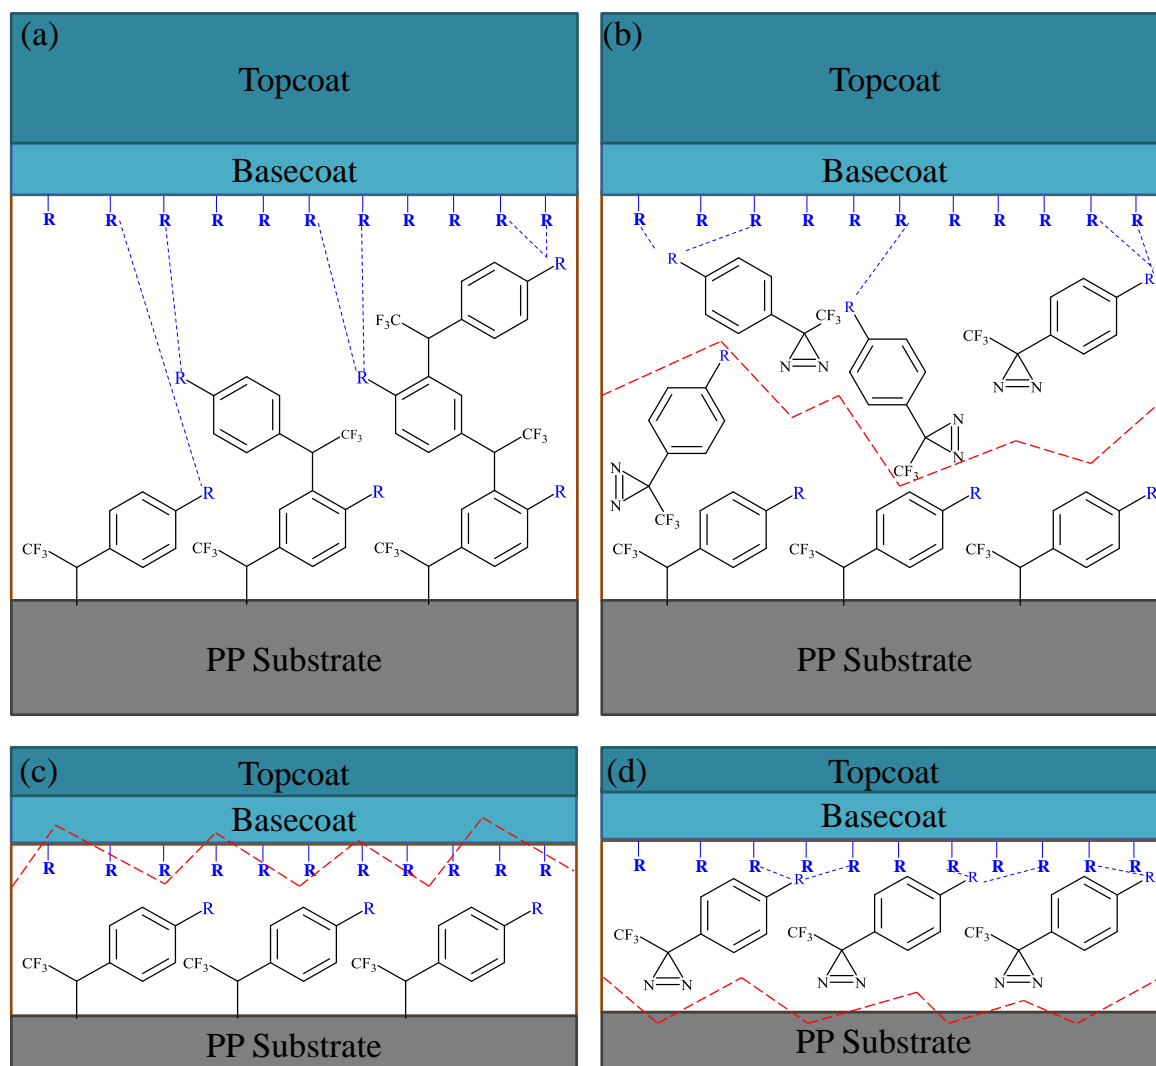 (a)
Topcoat
Basecoat
R R R R R R R R R R R
R
F3C
R
CF3
CF3
R
R
R
CF3
CF3
CF3
PP Substrate
(b)
Topcoat
Basecoat
R R R R R R R R R R R
R
R
R
CF3
CF3
N=N
N=N
R
N
N
N
N
CF3
CF3
R
R
R
CF3
CF3
CF3
PP Substrate
(c)
Topcoat
Basecoat
R R R R R R R R R R R
R
R
R
CF3
CF3
CF3
PP Substrate
(d)
Topcoat
Basecoat
R R R R R R R R R R R
R
R
R
CF3
CF3
CF3
N=N
N=N
N=N
PP Substrate